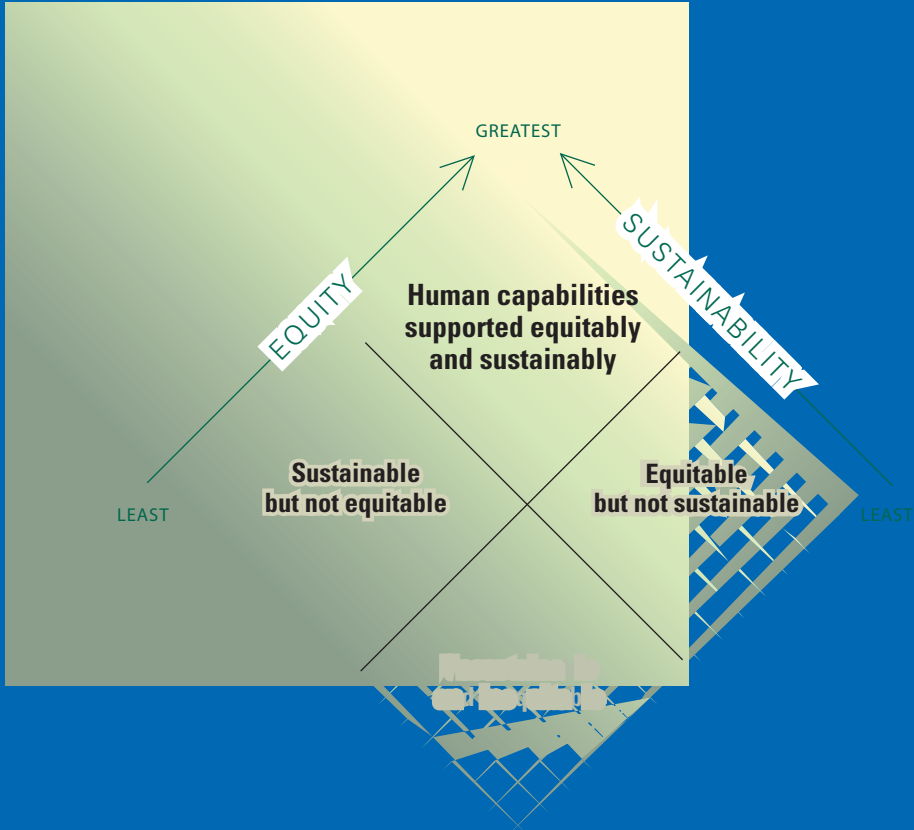 GREATEST
EQUITY
SUSTAINABILITY
Human capabilities
supported equitably
and sustainably
Sustainable
but not equitable
Equitable
but not sustainable
LEAST
LEAST